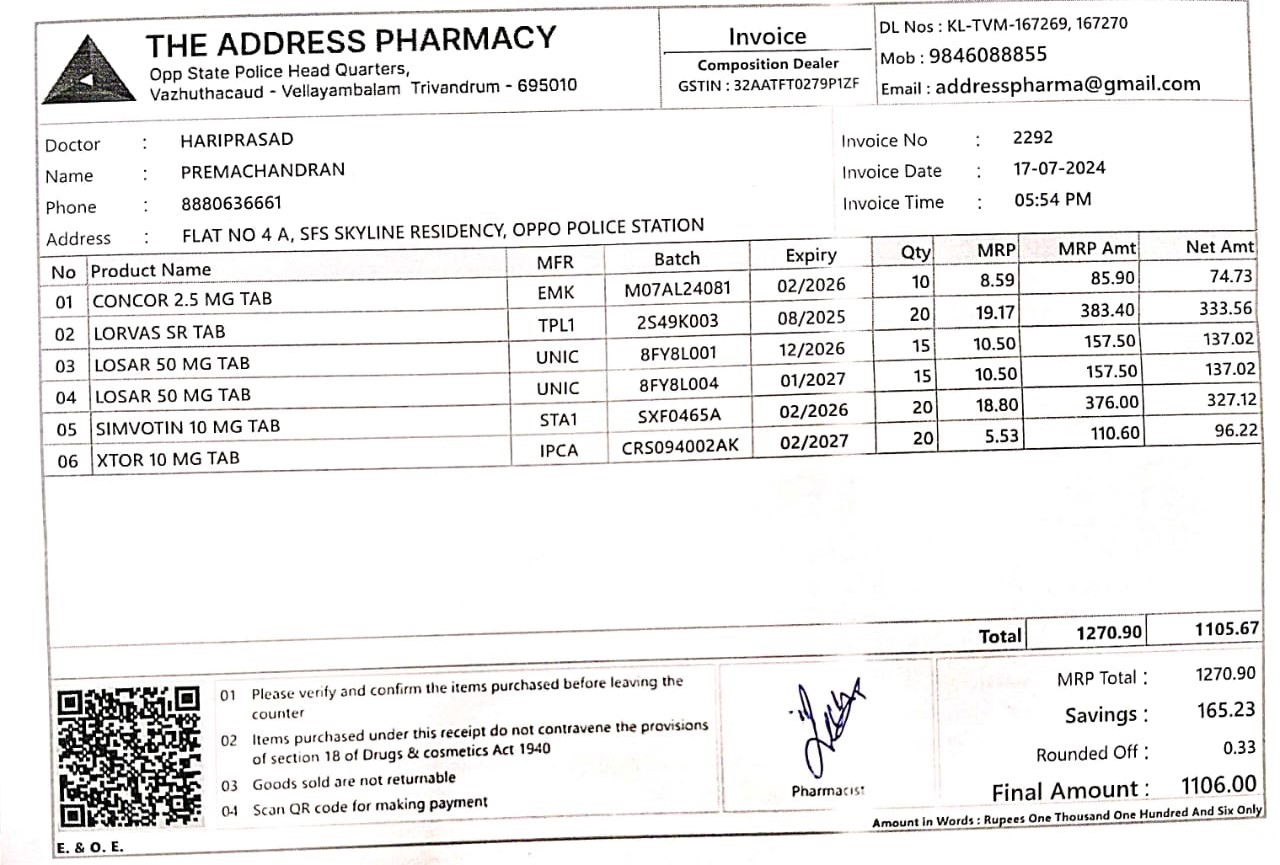 THE ADDRESS PHARMACY
Opp State Police Head Quarters,
Vazhuthacaud - Vellayambalam Trivandrum - 695010
Invoice
Composition Dealer
GSTIN : 32AATFT0279P1ZF
DL Nos : KL-TVM-167269, 167270
Mob : 9846088855
Email : addresspharma@gmail.com
Doctor : HARIPRASAD
Name : PREMACHANDRAN
Phone : 8880636661
Address : FLAT NO 4 A, SFS SKYLINE RESIDENCY, OPPO POLICE STATION
Invoice No : 2292
Invoice Date : 17-07-2024
Invoice Time : 05:54 PM
No Product Name MFR Batch Expiry Qty MRP MRP Amt Net Amt
01 CONCOR 2.5 MG TAB EMK M07AL24081 02/2026 10 8.59 85.90 74.73
02 LORVAS SR TAB TPL1 2S49K003 08/2025 20 19.17 383.40 333.56
03 LOSAR 50 MG TAB UNIC 8FY8L001 12/2026 15 10.50 157.50 137.02
04 LOSAR 50 MG TAB UNIC 8FY8L004 01/2027 15 10.50 157.50 137.02
05 SIMVOTIN 10 MG TAB STA1 SXF0465A 02/2026 20 18.80 376.00 327.12
06 XTOR 10 MG TAB IPCA CRS094002AK 02/2027 20 5.53 110.60 96.22
Total 1270.90 1105.67
01 Please verify and confirm the items purchased before leaving the
counter
02 Items purchased under this receipt do not contravene the provisions
of section 18 of Drugs & cosmetics Act 1940
03 Goods sold are not returnable
04 Scan QR code for making payment
E. & O. E.
Pharmacist
MRP Total : 1270.90
Savings : 165.23
Rounded Off : 0.33
Final Amount : 1106.00
Amount in Words : Rupees One Thousand One Hundred And Six Only